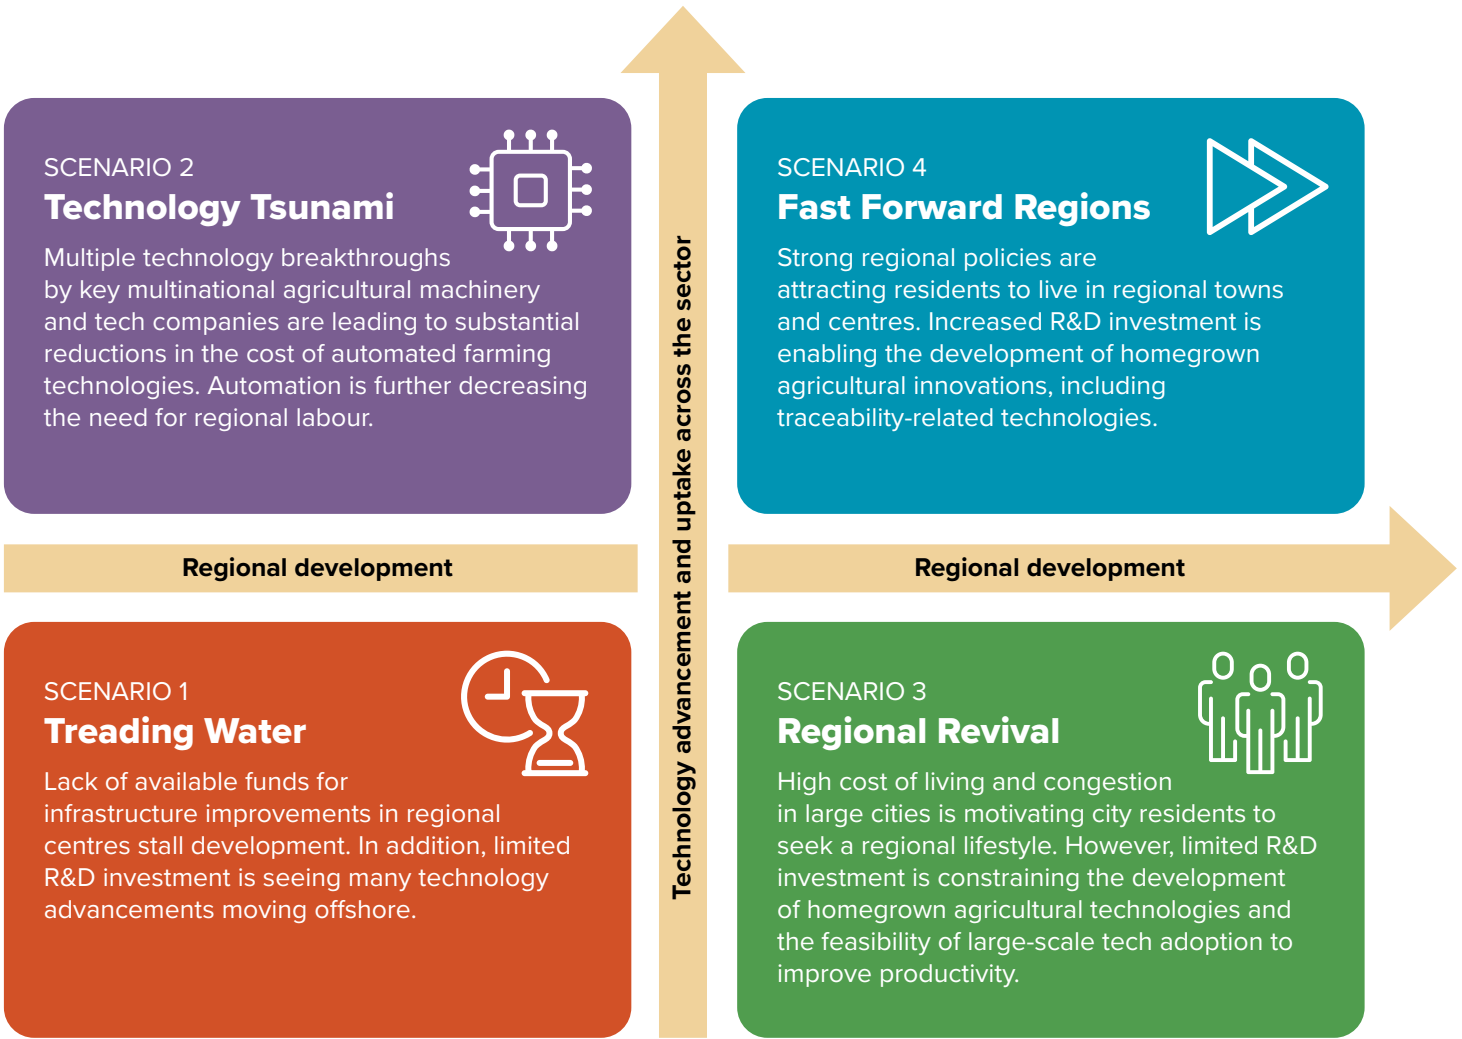 SCENARIO 2
Technology Tsunami
Multiple technology breakthroughs
by key multinational agricultural machinery
and tech companies are leading to substantial
reductions in the cost of automated farming
technologies. Automation is further decreasing
the need for regional labour.
SCENARIO 4
Fast Forward Regions
Strong regional policies are
attracting residents to live in regional towns
and centres. Increased R&D investment is
enabling the development of homegrown
agricultural innovations, including
traceability-related technologies.
Technology advancement and uptake across the sector
Regional development
Regional development
SCENARIO 1
Treading Water
Lack of available funds for
infrastructure improvements in regional
centres stall development. In addition, limited
R&D investment is seeing many technology
advancements moving offshore.
SCENARIO 3
Regional Revival
High cost of living and congestion
in large cities is motivating city residents to
seek a regional lifestyle. However, limited R&D
investment is constraining the development
of homegrown agricultural technologies and
the feasibility of large-scale tech adoption to
improve productivity.